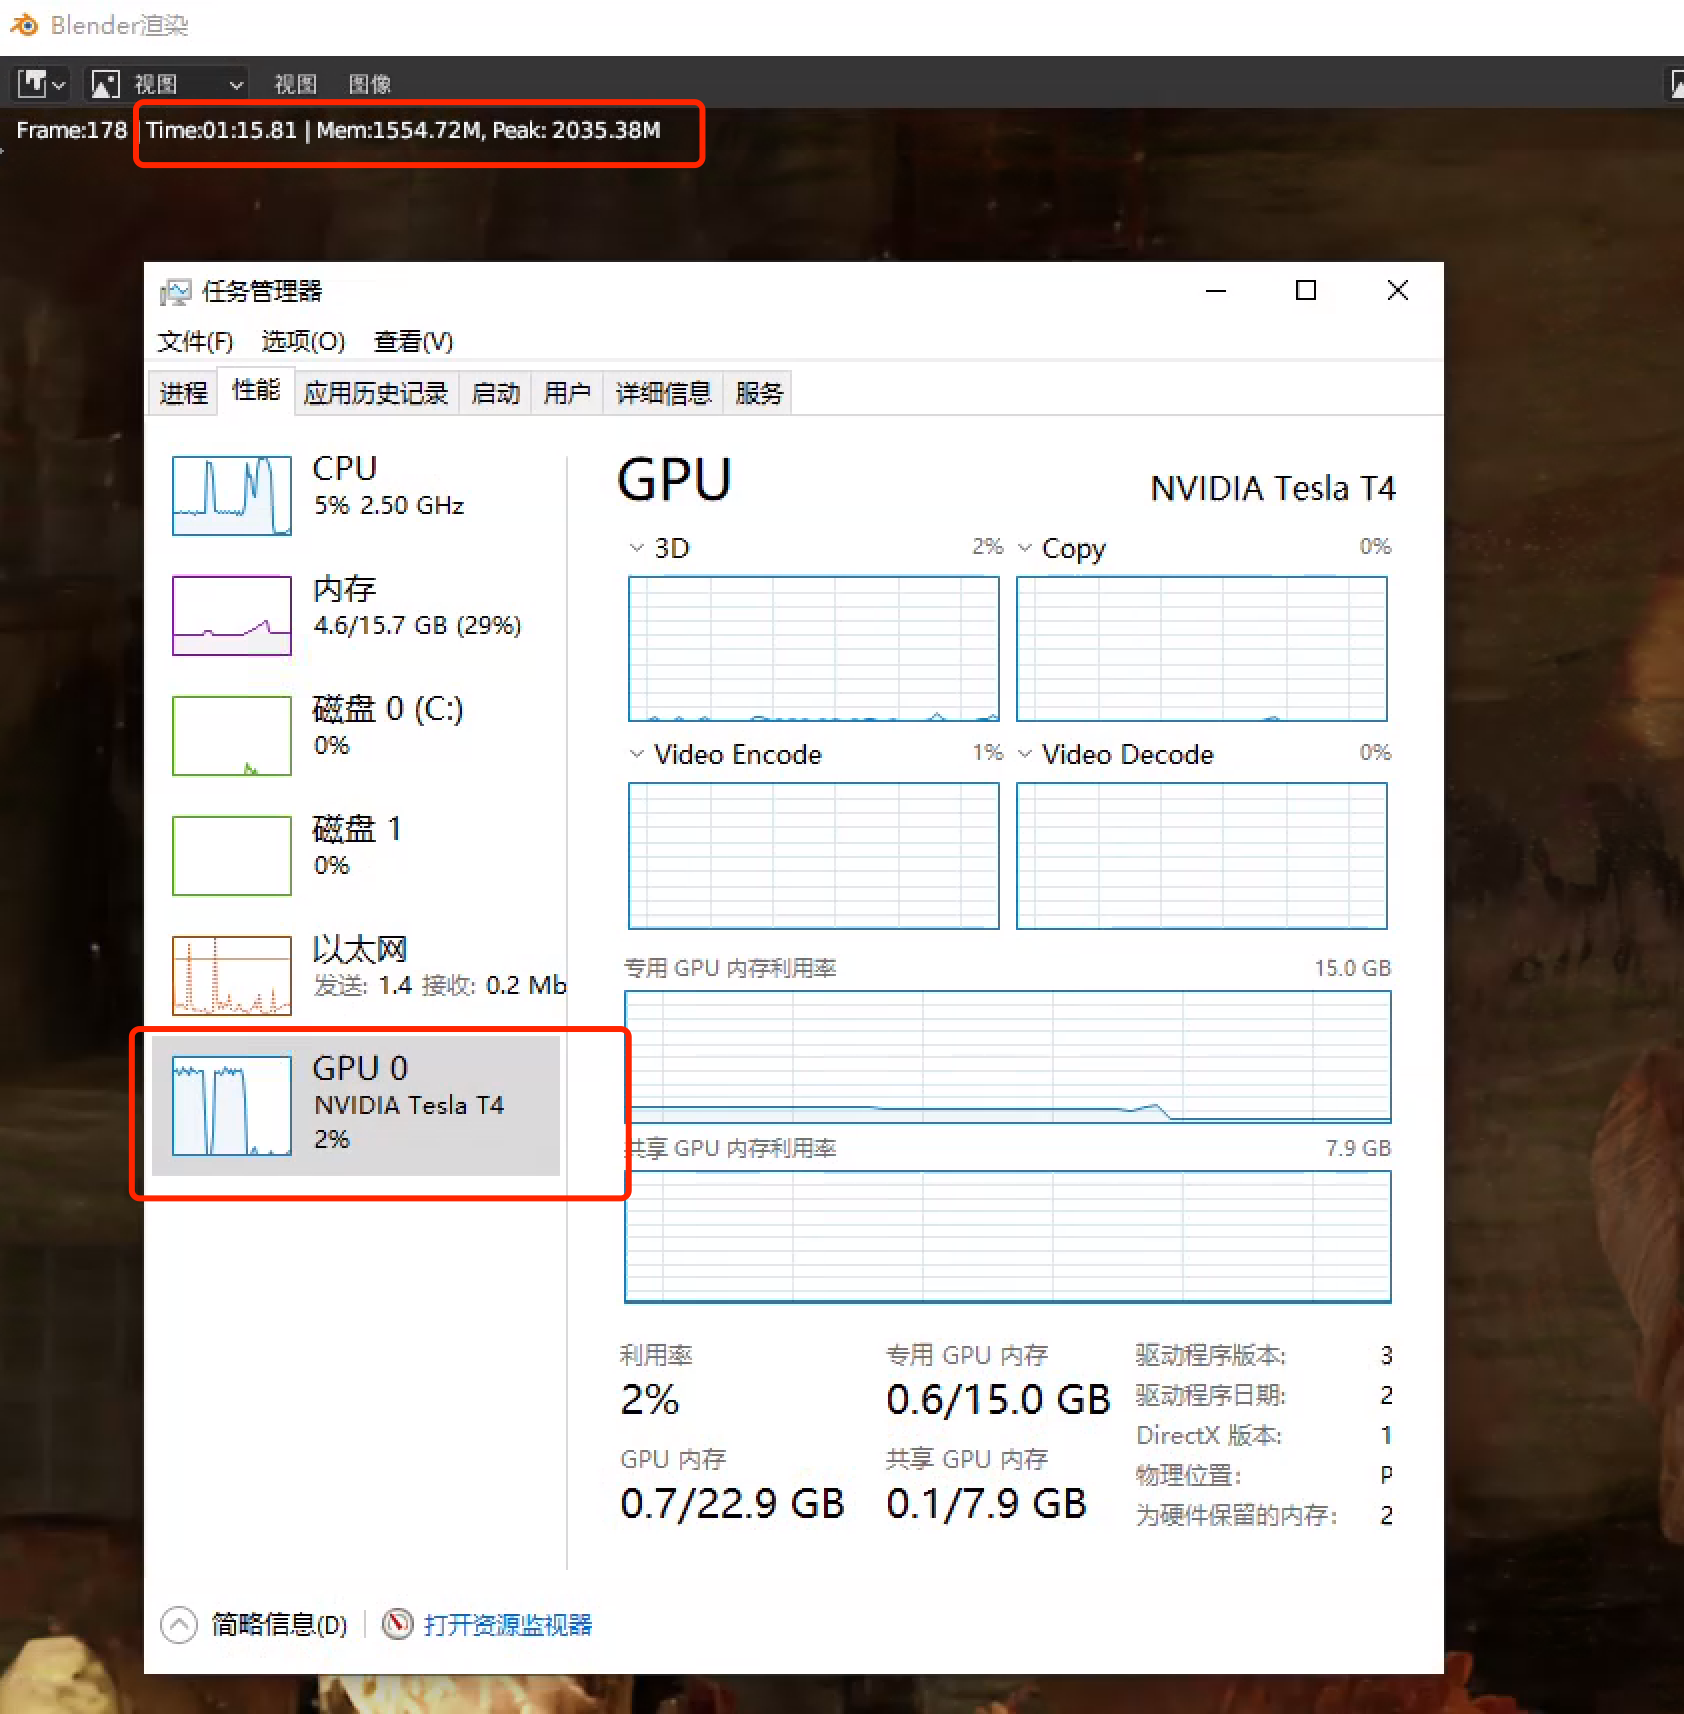 Blender渲染
视图 视图 图像
Frame:178 Time:01:15.81 | Mem:1554.72M, Peak: 2035.38M
任务管理器
文件(F) 选项(O) 查看(V)
进程 性能 应用历史记录 启动 用户 详细信息 服务
CPU
5% 2.50 GHz
内存
4.6/15.7 GB (29%)
磁盘 0 (C:)
0%
磁盘 1
0%
以太网
发送: 1.4 接收: 0.2 Mb
GPU 0
NVIDIA Tesla T4
2%
GPU NVIDIA Tesla T4
3D 2% Copy 0%
Video Encode 1% Video Decode 0%
专用 GPU 内存利用率 15.0 GB
共享 GPU 内存利用率 7.9 GB
利用率
2%
专用 GPU 内存
0.6/15.0 GB
GPU 内存
0.7/22.9 GB
共享 GPU 内存
0.1/7.9 GB
驱动程序版本: 3
驱动程序日期: 2
DirectX 版本: 1
物理位置: P
为硬件保留的内存: 2
简略信息(D) 打开资源监视器